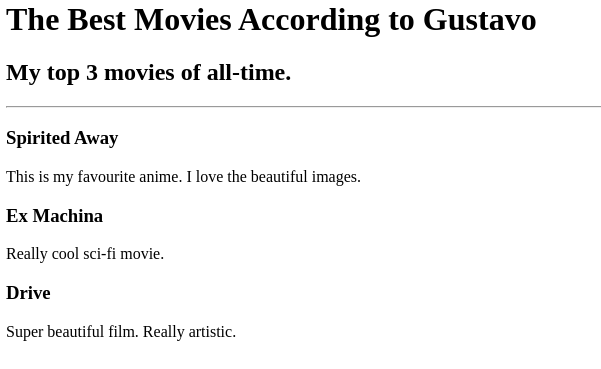 The Best Movies According to Gustavo
My top 3 movies of all-time.
Spirited Away
This is my favourite anime. I love the beautiful images.
Ex Machina
Really cool sci-fi movie.
Drive
Super beautiful film. Really artistic.